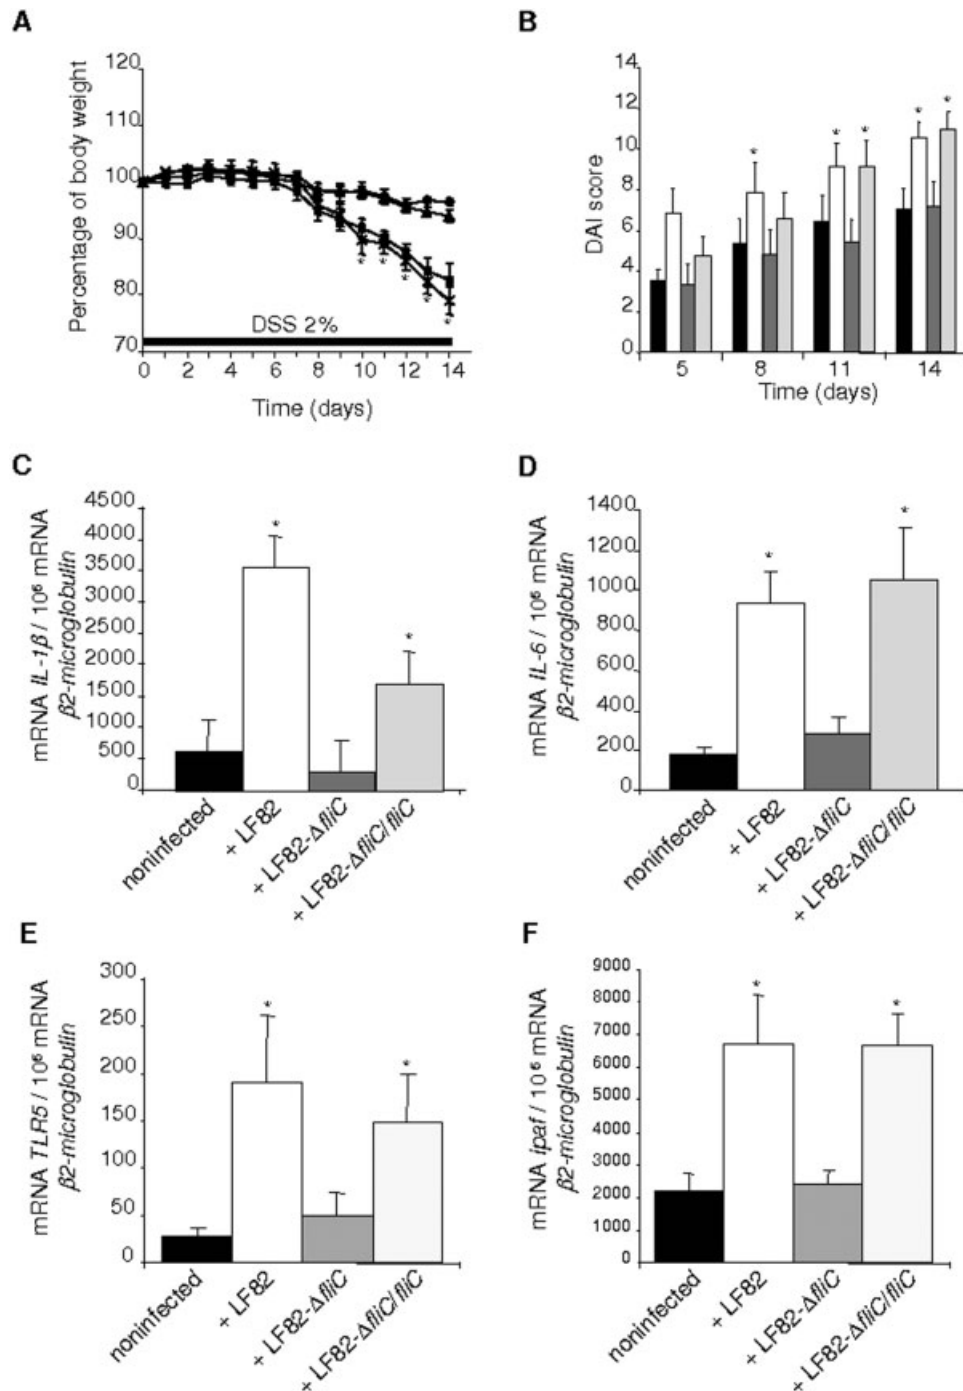 A
Percentage of body weight
120
110
100
90
80
70
DSS 2%
* * * * *
0 2 4 6 8 10 12 14
Time (days)
B
DAI score
14
12
10
8
6
4
2
0
* * * * *
5 8 11 14
Time (days)
C
mRNA IL-1β / 10⁶ mRNA
β2-microglobulin
4500
4000
3500
3000
2500
2000
1500
1000
500
0
* *
noninfected
+ LF82
+ LF82-ΔfliC
+ LF82-ΔfliC/fliC
D
mRNA IL-6 / 10⁶ mRNA
β2-microglobulin
1400
1200
1000
800
600
400
200
0
* *
noninfected
+ LF82
+ LF82-ΔfliC
+ LF82-ΔfliC/fliC
E
mRNA TLR5 / 10⁶ mRNA
β2-microglobulin
300
250
200
150
100
50
0
* *
noninfected
+ LF82
+ LF82-ΔfliC
+ LF82-ΔfliC/fliC
F
mRNA ipaf / 10⁶ mRNA
β2-microglobulin
9000
8000
7000
6000
5000
4000
3000
2000
1000
0
* *
noninfected
+ LF82
+ LF82-ΔfliC
+ LF82-ΔfliC/fliC